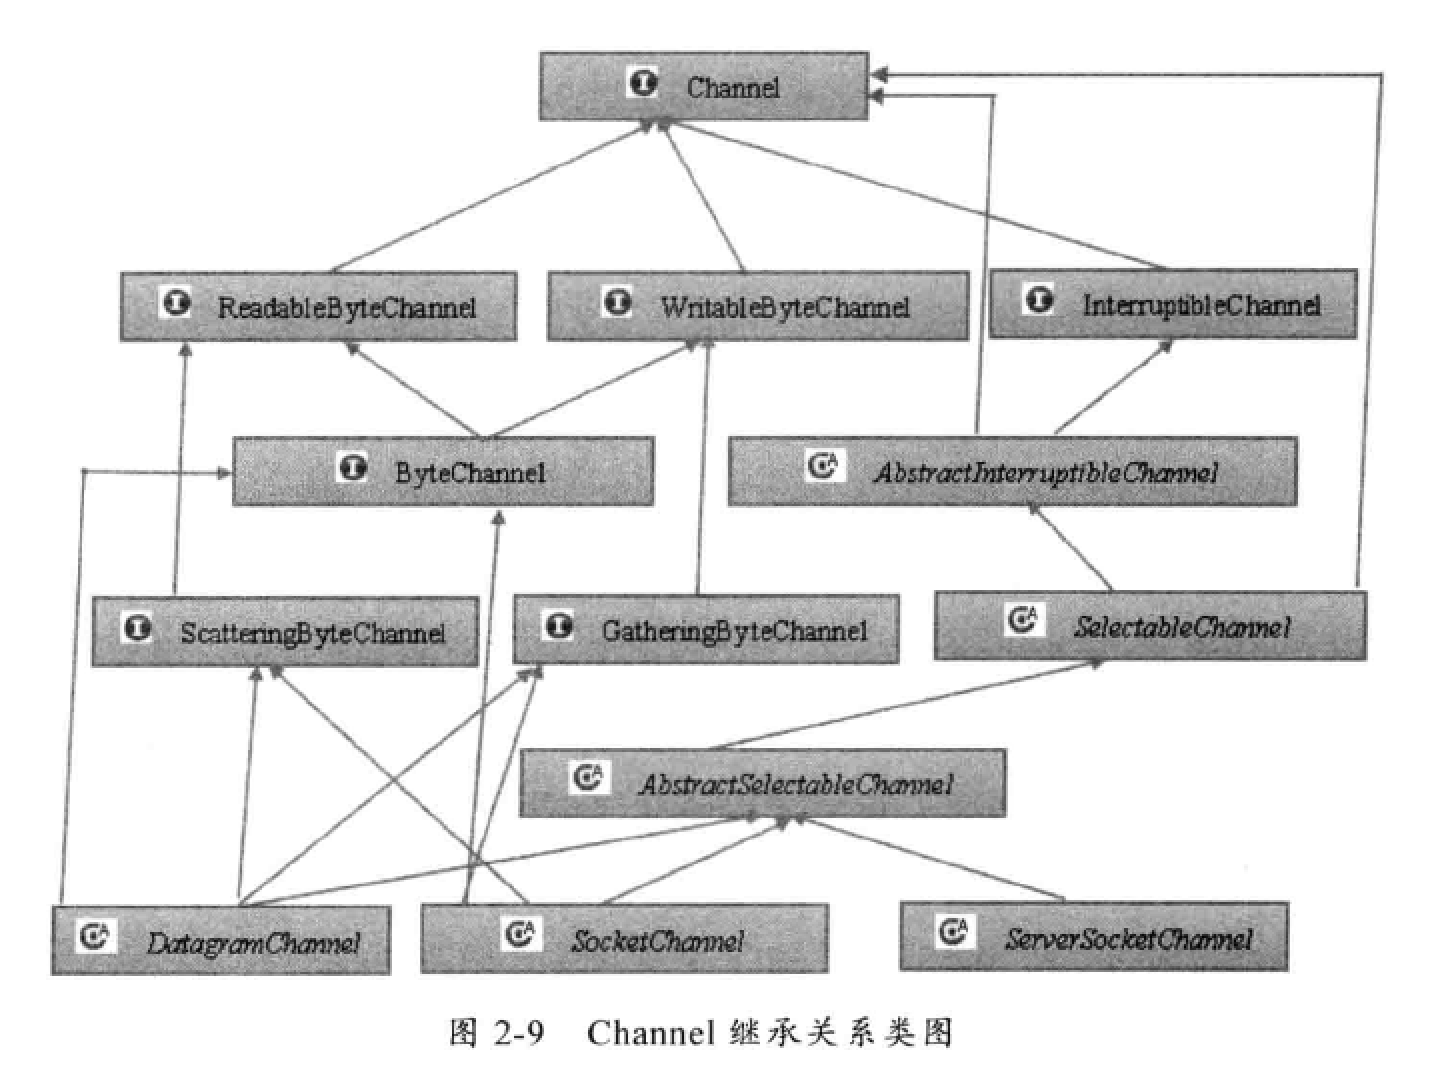 Channel
ReadableByteChannel
WritableByteChannel
InterruptibleChannel
ByteChannel
AbstractInterruptibleChannel
ScatteringByteChannel
GatheringByteChannel
SelectableChannel
AbstractSelectableChannel
DatagramChannel
SocketChannel
ServerSocketChannel
图 2-9 Channel 继承关系类图